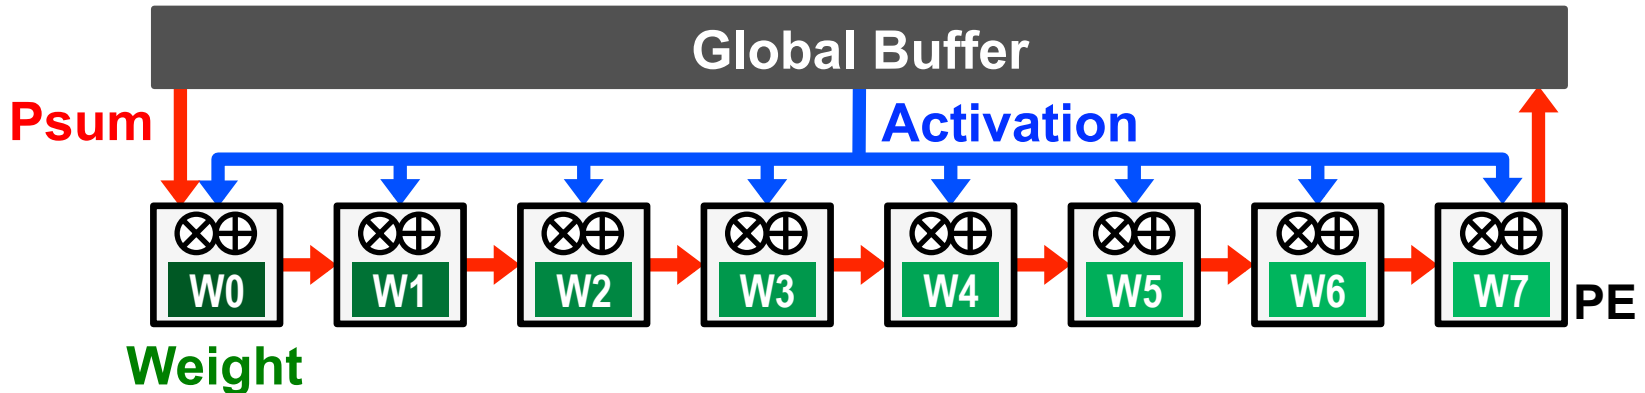 Global Buffer
Psum
Activation
W0 W1 W2 W3 W4 W5 W6 W7
PE
Weight